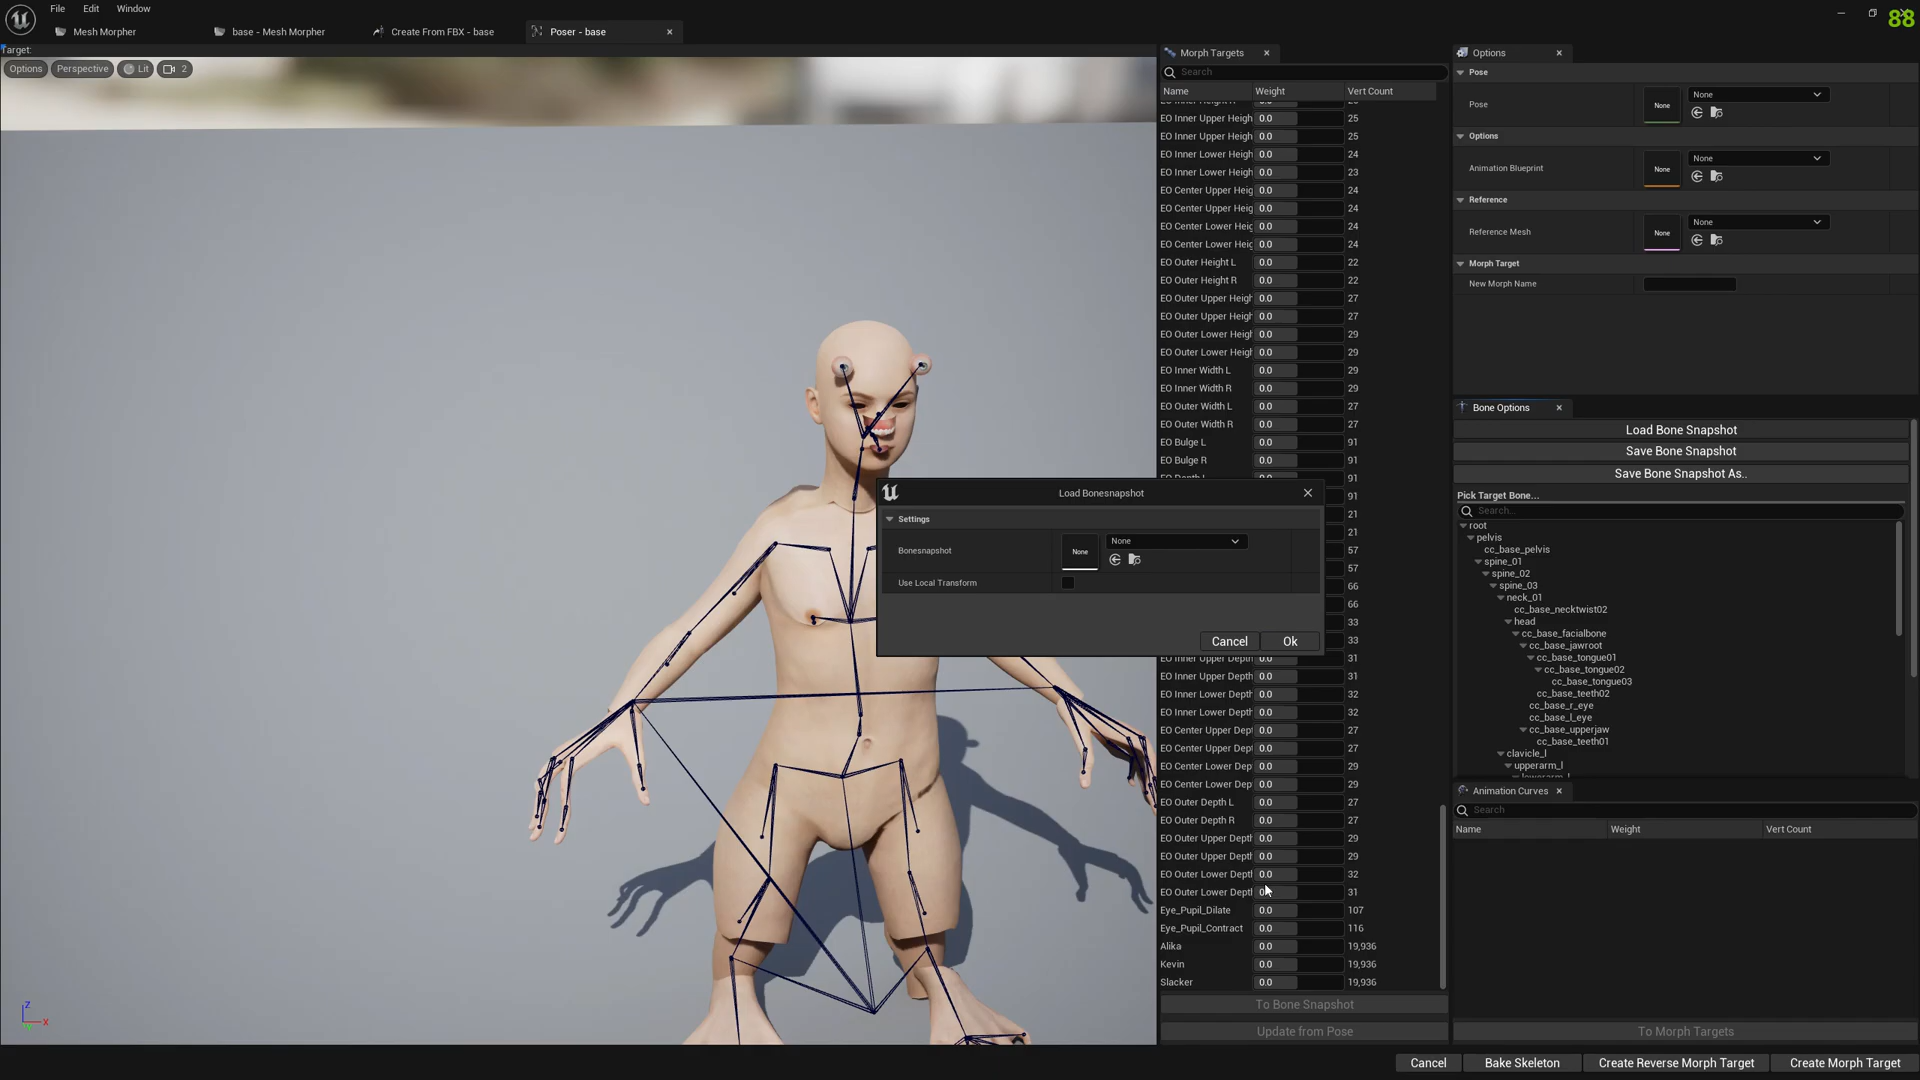 File Edit Window
88
Mesh Morpher
base - Mesh Morpher
Create From FBX - base
Poser - base
Target:
Options
Perspective
Lit
2
Morph Targets
Search
Name Weight Vert Count
EO Inner Upper Heigh 0.0 25
EO Inner Upper Heigh 0.0 25
EO Inner Lower Heigh 0.0 24
EO Inner Lower Heigh 0.0 23
EO Center Upper Heig 0.0 24
EO Center Upper Heig 0.0 24
EO Center Lower Heig 0.0 24
EO Center Lower Heig 0.0 24
EO Outer Height L 0.0 22
EO Outer Height R 0.0 22
EO Outer Upper Heigh 0.0 27
EO Outer Upper Heigh 0.0 27
EO Outer Lower Heigh 0.0 29
EO Outer Lower Heigh 0.0 29
EO Inner Width L 0.0 29
EO Inner Width R 0.0 29
EO Outer Width L 0.0 27
EO Outer Width R 0.0 27
EO Bulge L 0.0 91
EO Bulge R 0.0 91
91
91
21
21
57
57
66
66
33
33
EO Inner Upper Depth 0.0 31
EO Inner Upper Depth 0.0 31
EO Inner Lower Depth 0.0 32
EO Inner Lower Depth 0.0 32
EO Center Upper Dept 0.0 27
EO Center Upper Dept 0.0 27
EO Center Lower Dep 0.0 29
EO Center Lower Dep 0.0 29
EO Outer Depth L 0.0 27
EO Outer Depth R 0.0 27
EO Outer Upper Depth 0.0 29
EO Outer Upper Depth 0.0 29
EO Outer Lower Depth 0.0 32
EO Outer Lower Depth 31
Eye_Pupil_Dilate 0.0 107
Eye_Pupil_Contract 0.0 116
Alika 0.0 19,936
Kevin 0.0 19,936
Slacker 0.0 19,936
To Bone Snapshot
Update from Pose
Load Bonesnapshot
Settings
Bonesnapshot
None
None
Use Local Transform
Cancel
Ok
Options
Pose
Pose
None
None
Options
Animation Blueprint
None
None
Reference
Reference Mesh
None
None
Morph Target
New Morph Name
Bone Options
Load Bone Snapshot
Save Bone Snapshot
Save Bone Snapshot As..
Pick Target Bone...
Search...
root
pelvis
cc_base_pelvis
spine_01
spine_02
spine_03
neck_01
cc_base_necktwist02
head
cc_base_facialbone
cc_base_jawroot
cc_base_tongue01
cc_base_tongue02
cc_base_tongue03
cc_base_teeth02
cc_base_r_eye
cc_base_l_eye
cc_base_upperjaw
cc_base_teeth01
clavicle_l
upperarm_l
Animation Curves
Search
Name Weight Vert Count
To Morph Targets
Cancel
Bake Skeleton
Create Reverse Morph Target
Create Morph Target
Z
X